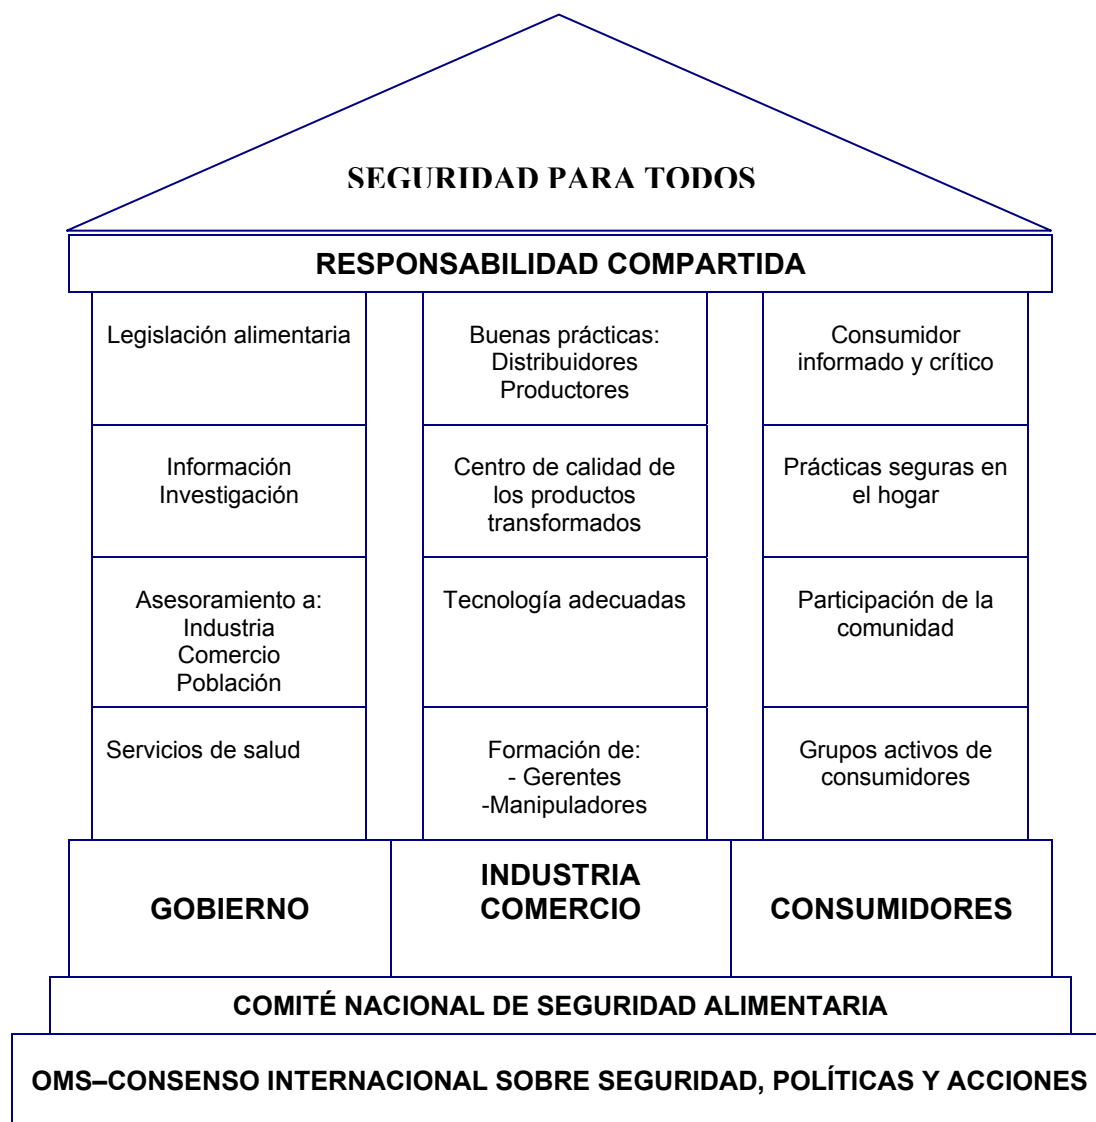 SEGURIDAD PARA TODOS
RESPONSABILIDAD COMPARTIDA
Legislación alimentaria
Información
Investigación
Asesoramiento a:
Industria
Comercio
Población
Servicios de salud
Buenas prácticas:
Distribuidores
Productores
Centro de calidad de
los productos
transformados
Tecnología adecuadas
Formación de:
- Gerentes
-Manipuladores
Consumidor
informado y crítico
Prácticas seguras en
el hogar
Participación de la
comunidad
Grupos activos de
consumidores
GOBIERNO
INDUSTRIA
COMERCIO
CONSUMIDORES
COMITÉ NACIONAL DE SEGURIDAD ALIMENTARIA
OMS–CONSENSO INTERNACIONAL SOBRE SEGURIDAD, POLÍTICAS Y ACCIONES